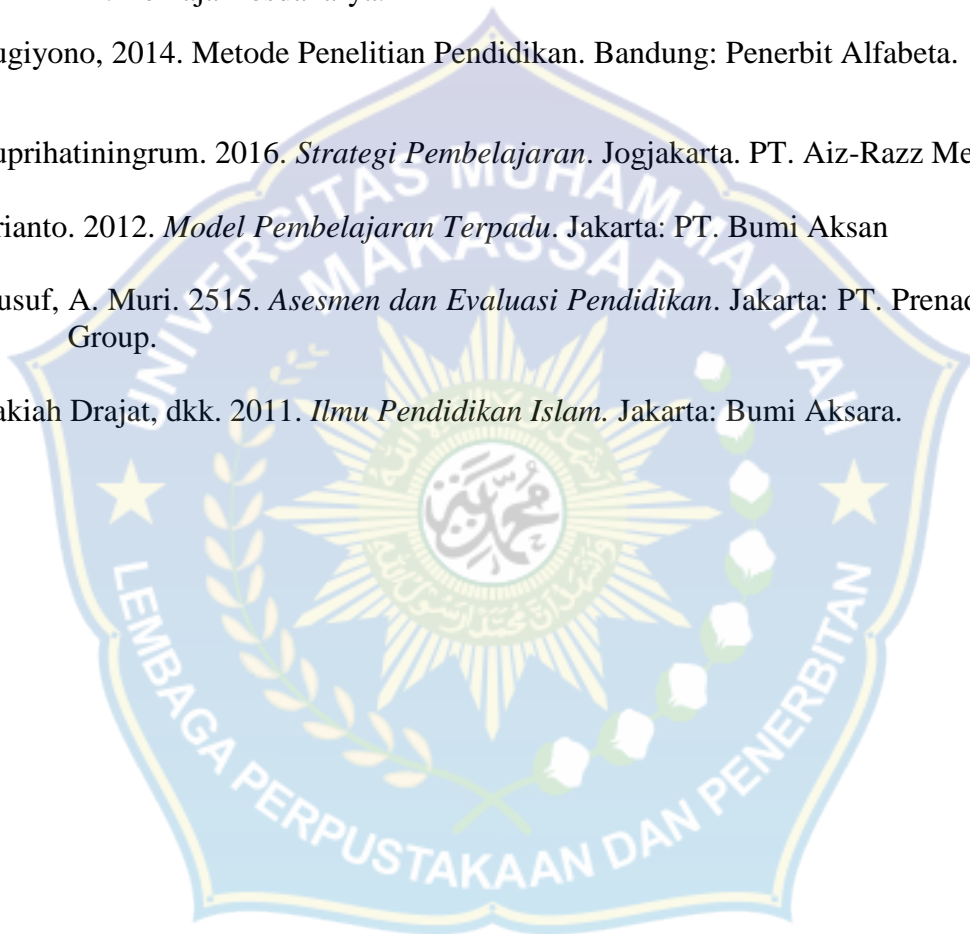 ugiyono, 2014. Metode Penelitian Pendidikan. Bandung: Penerbit Alfabeta.
uprihatiningrum. 2016. Strategi Pembelajaran. Jogjakarta. PT. Aiz-Razz Me
rianto. 2012. Model Pembelajaran Terpadu. Jakarta: PT. Bumi Aksan
usuf, A. Muri. 2515. Asesmen dan Evaluasi Pendidikan. Jakarta: PT. Prenad
Group.
akiah Drajat, dkk. 2011. Ilmu Pendidikan Islam. Jakarta: Bumi Aksara.
UNIVERSITAS MUHAMMADIYAH
MAKASSAR
محمدية
LEMBAGA PERPUSTAKAAN DAN PENERBITAN